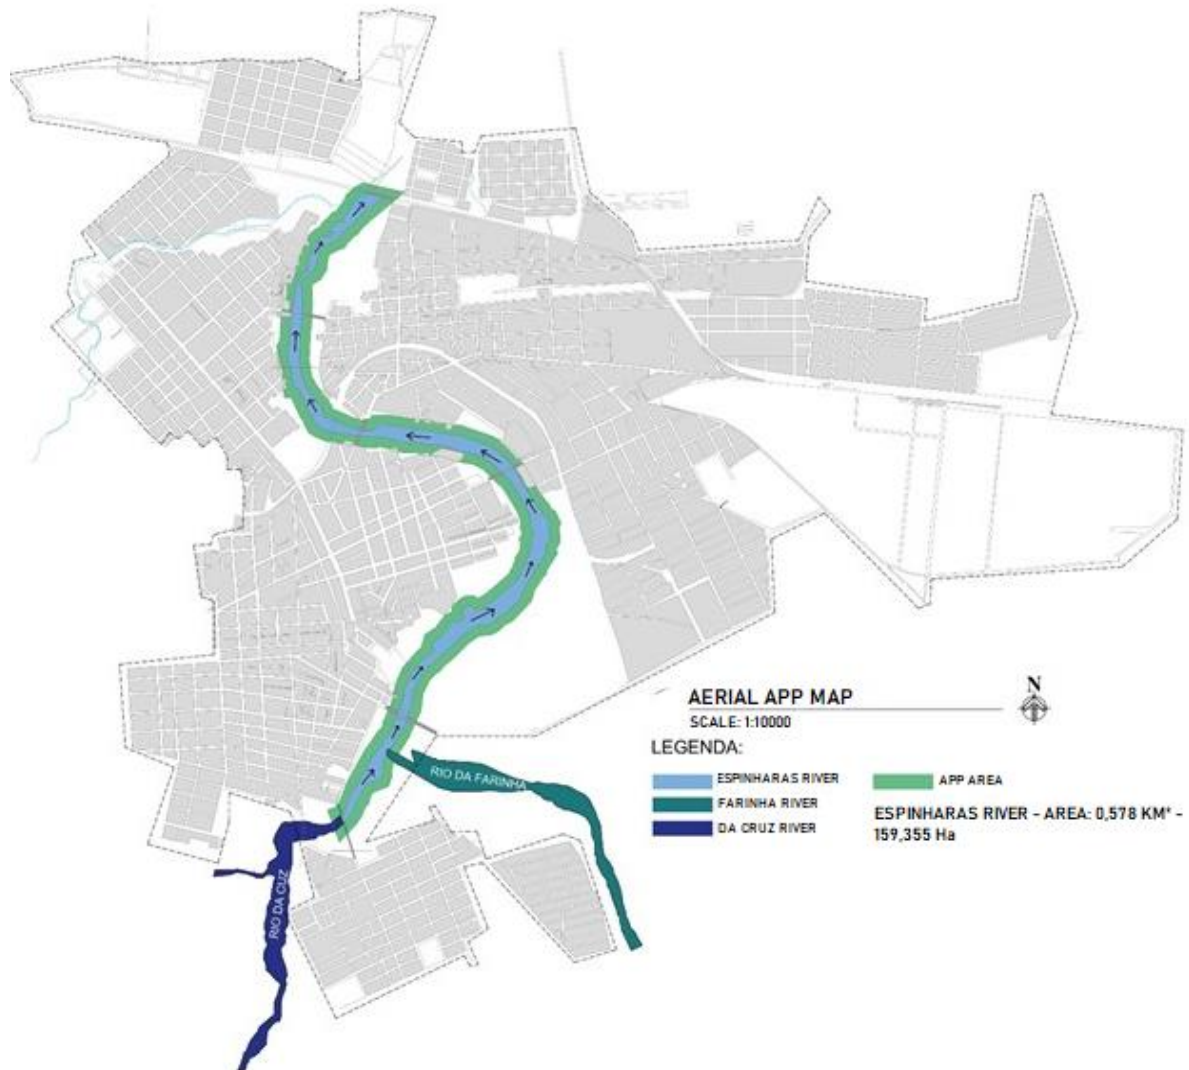 AERIAL APP MAP
N
SCALE: 1:10000
LEGENDA:
ESPINHARAS RIVER
APP AREA
FARINHA RIVER
DA CRUZ RIVER
ESPINHARAS RIVER - AREA: 0,578 KM² -
159,355 Ha
RIO DA FARINHA
RIO DA CUZ